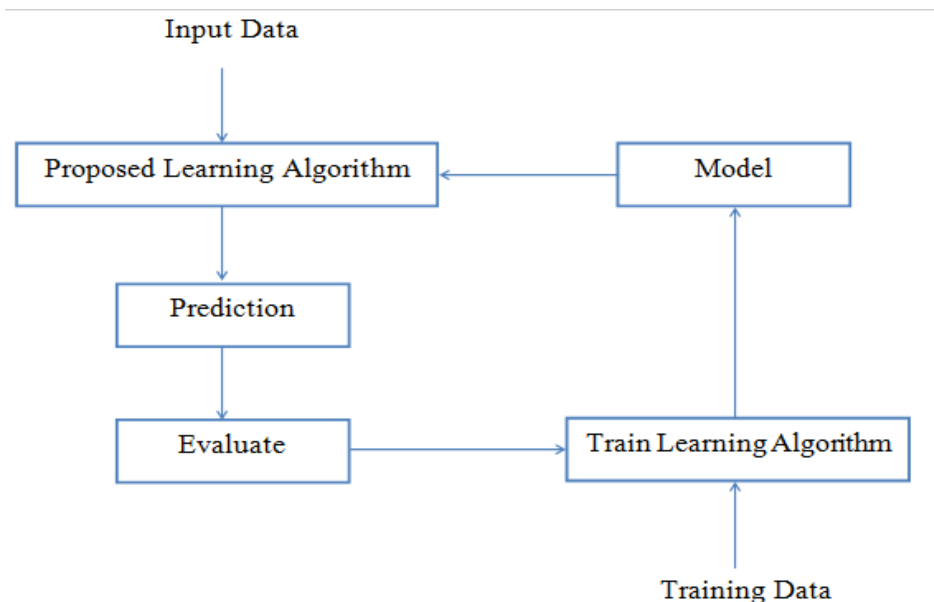 Input Data
Proposed Learning Algorithm
Model
Prediction
Evaluate
Train Learning Algorithm
Training Data